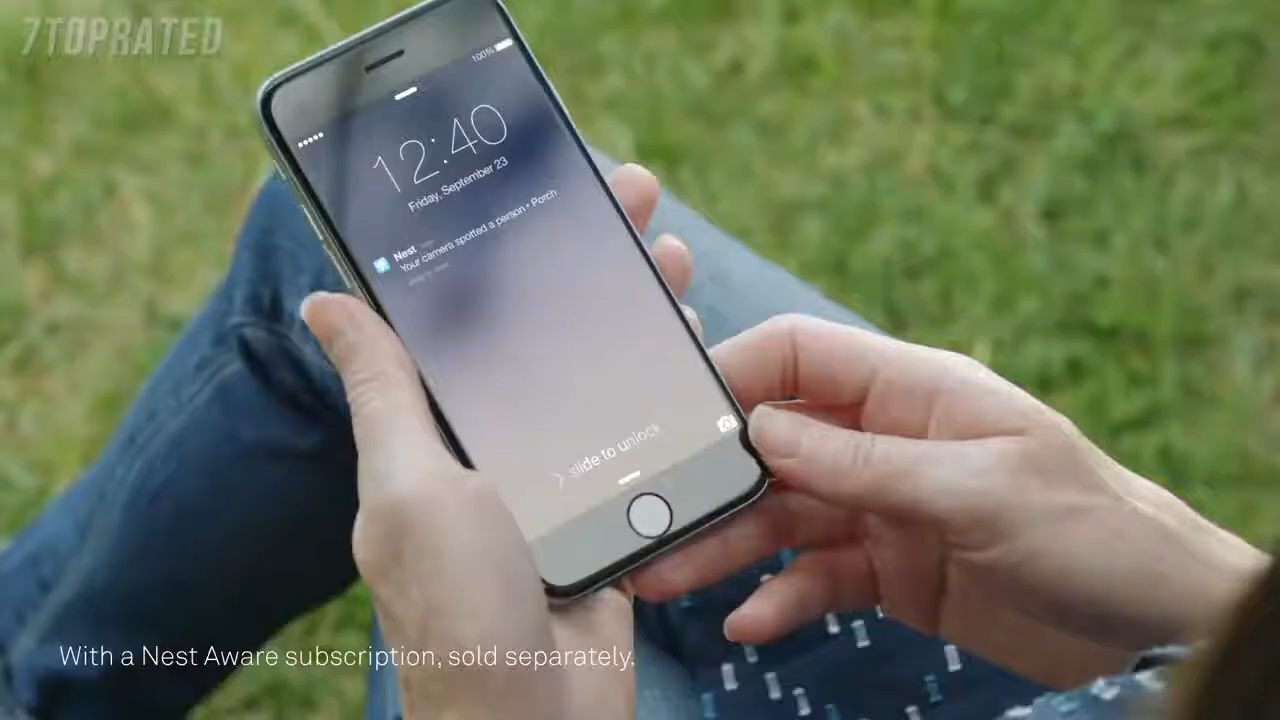 7TOPRATED
100%
12:40
Friday, September 23
Nest
Your camera spotted a person • Porch
slide to unlock
With a Nest Aware subscription, sold separately.